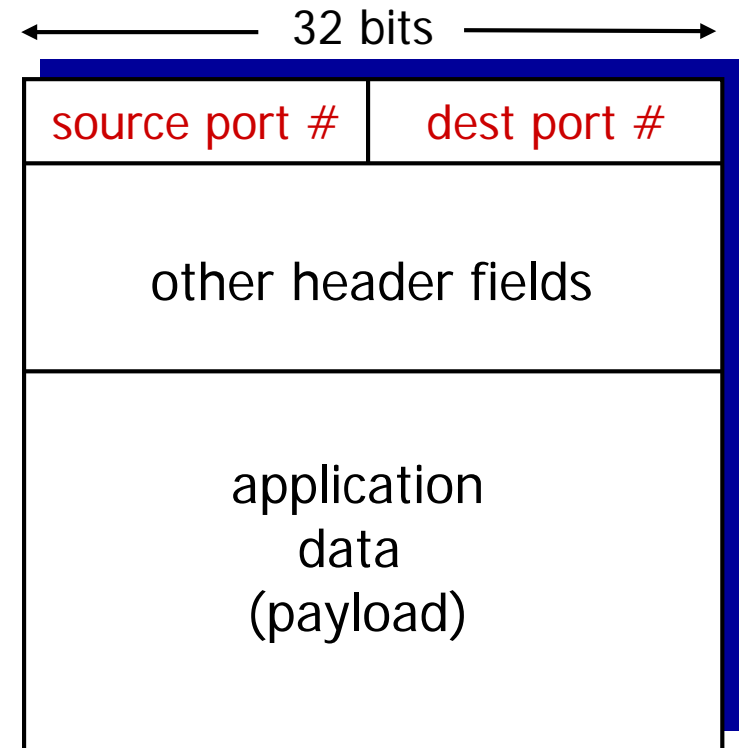 32 bits
source port # dest port #
other header fields
application
data
(payload)